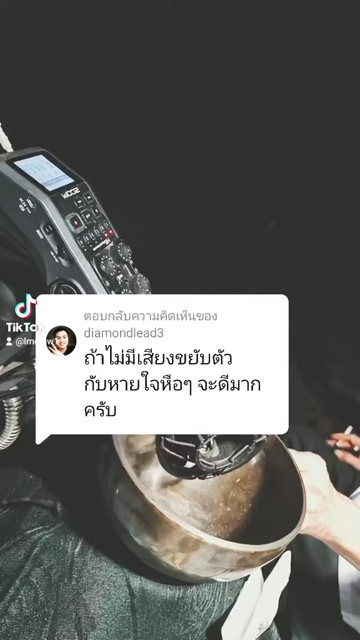 ZOOM
ตอบกลับความคิดเห็นของ
diamondlead3
TikTok
ถ้าไม่มีเสียงขยับตัว
กับหายใจหือๆ จะดีมาก
ครับ